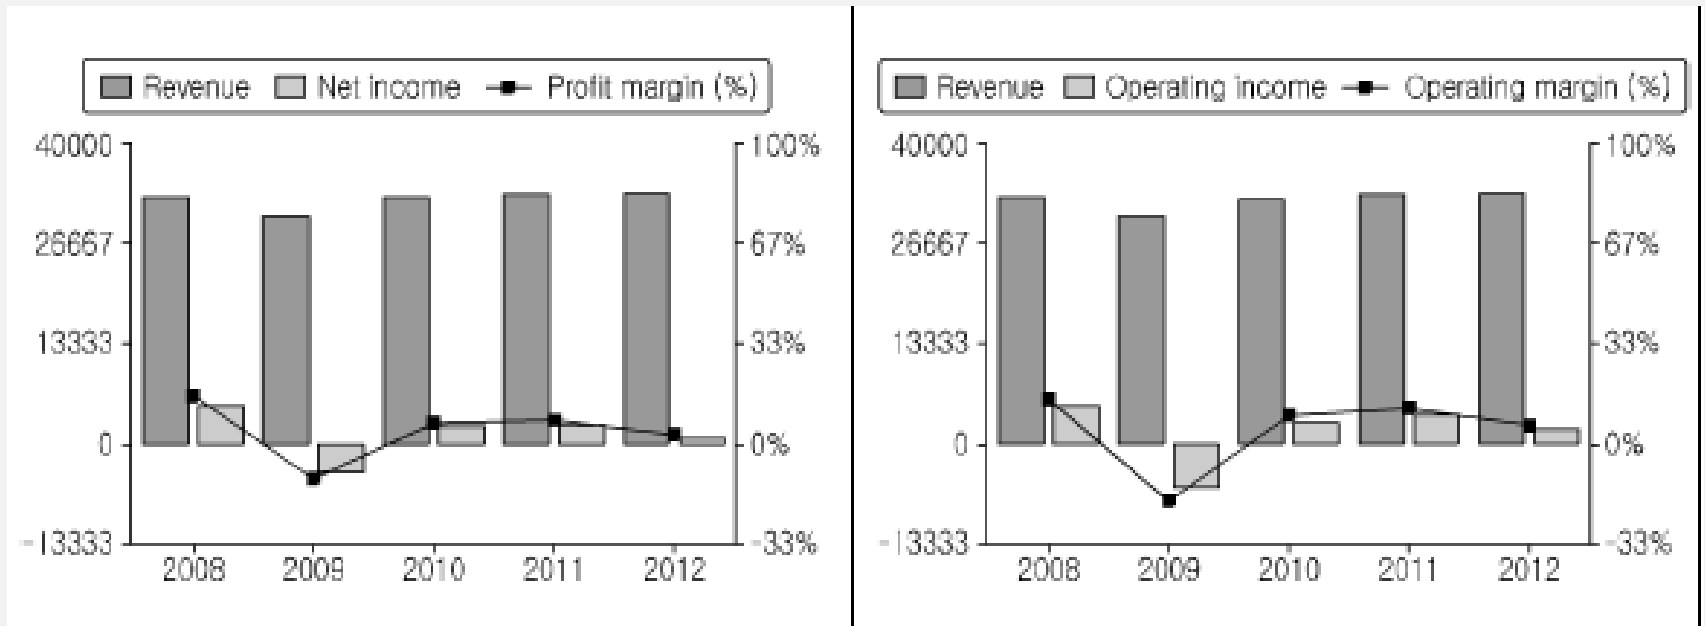 Revenue Net income Profit margin (%)
40000 100%
26667 67%
13333 33%
0 0%
-13333 -33%
2008 2009 2010 2011 2012
Revenue Operating income Operating margin (%)
40000 100%
26667 67%
13333 33%
0 0%
-13333 -33%
2008 2009 2010 2011 2012